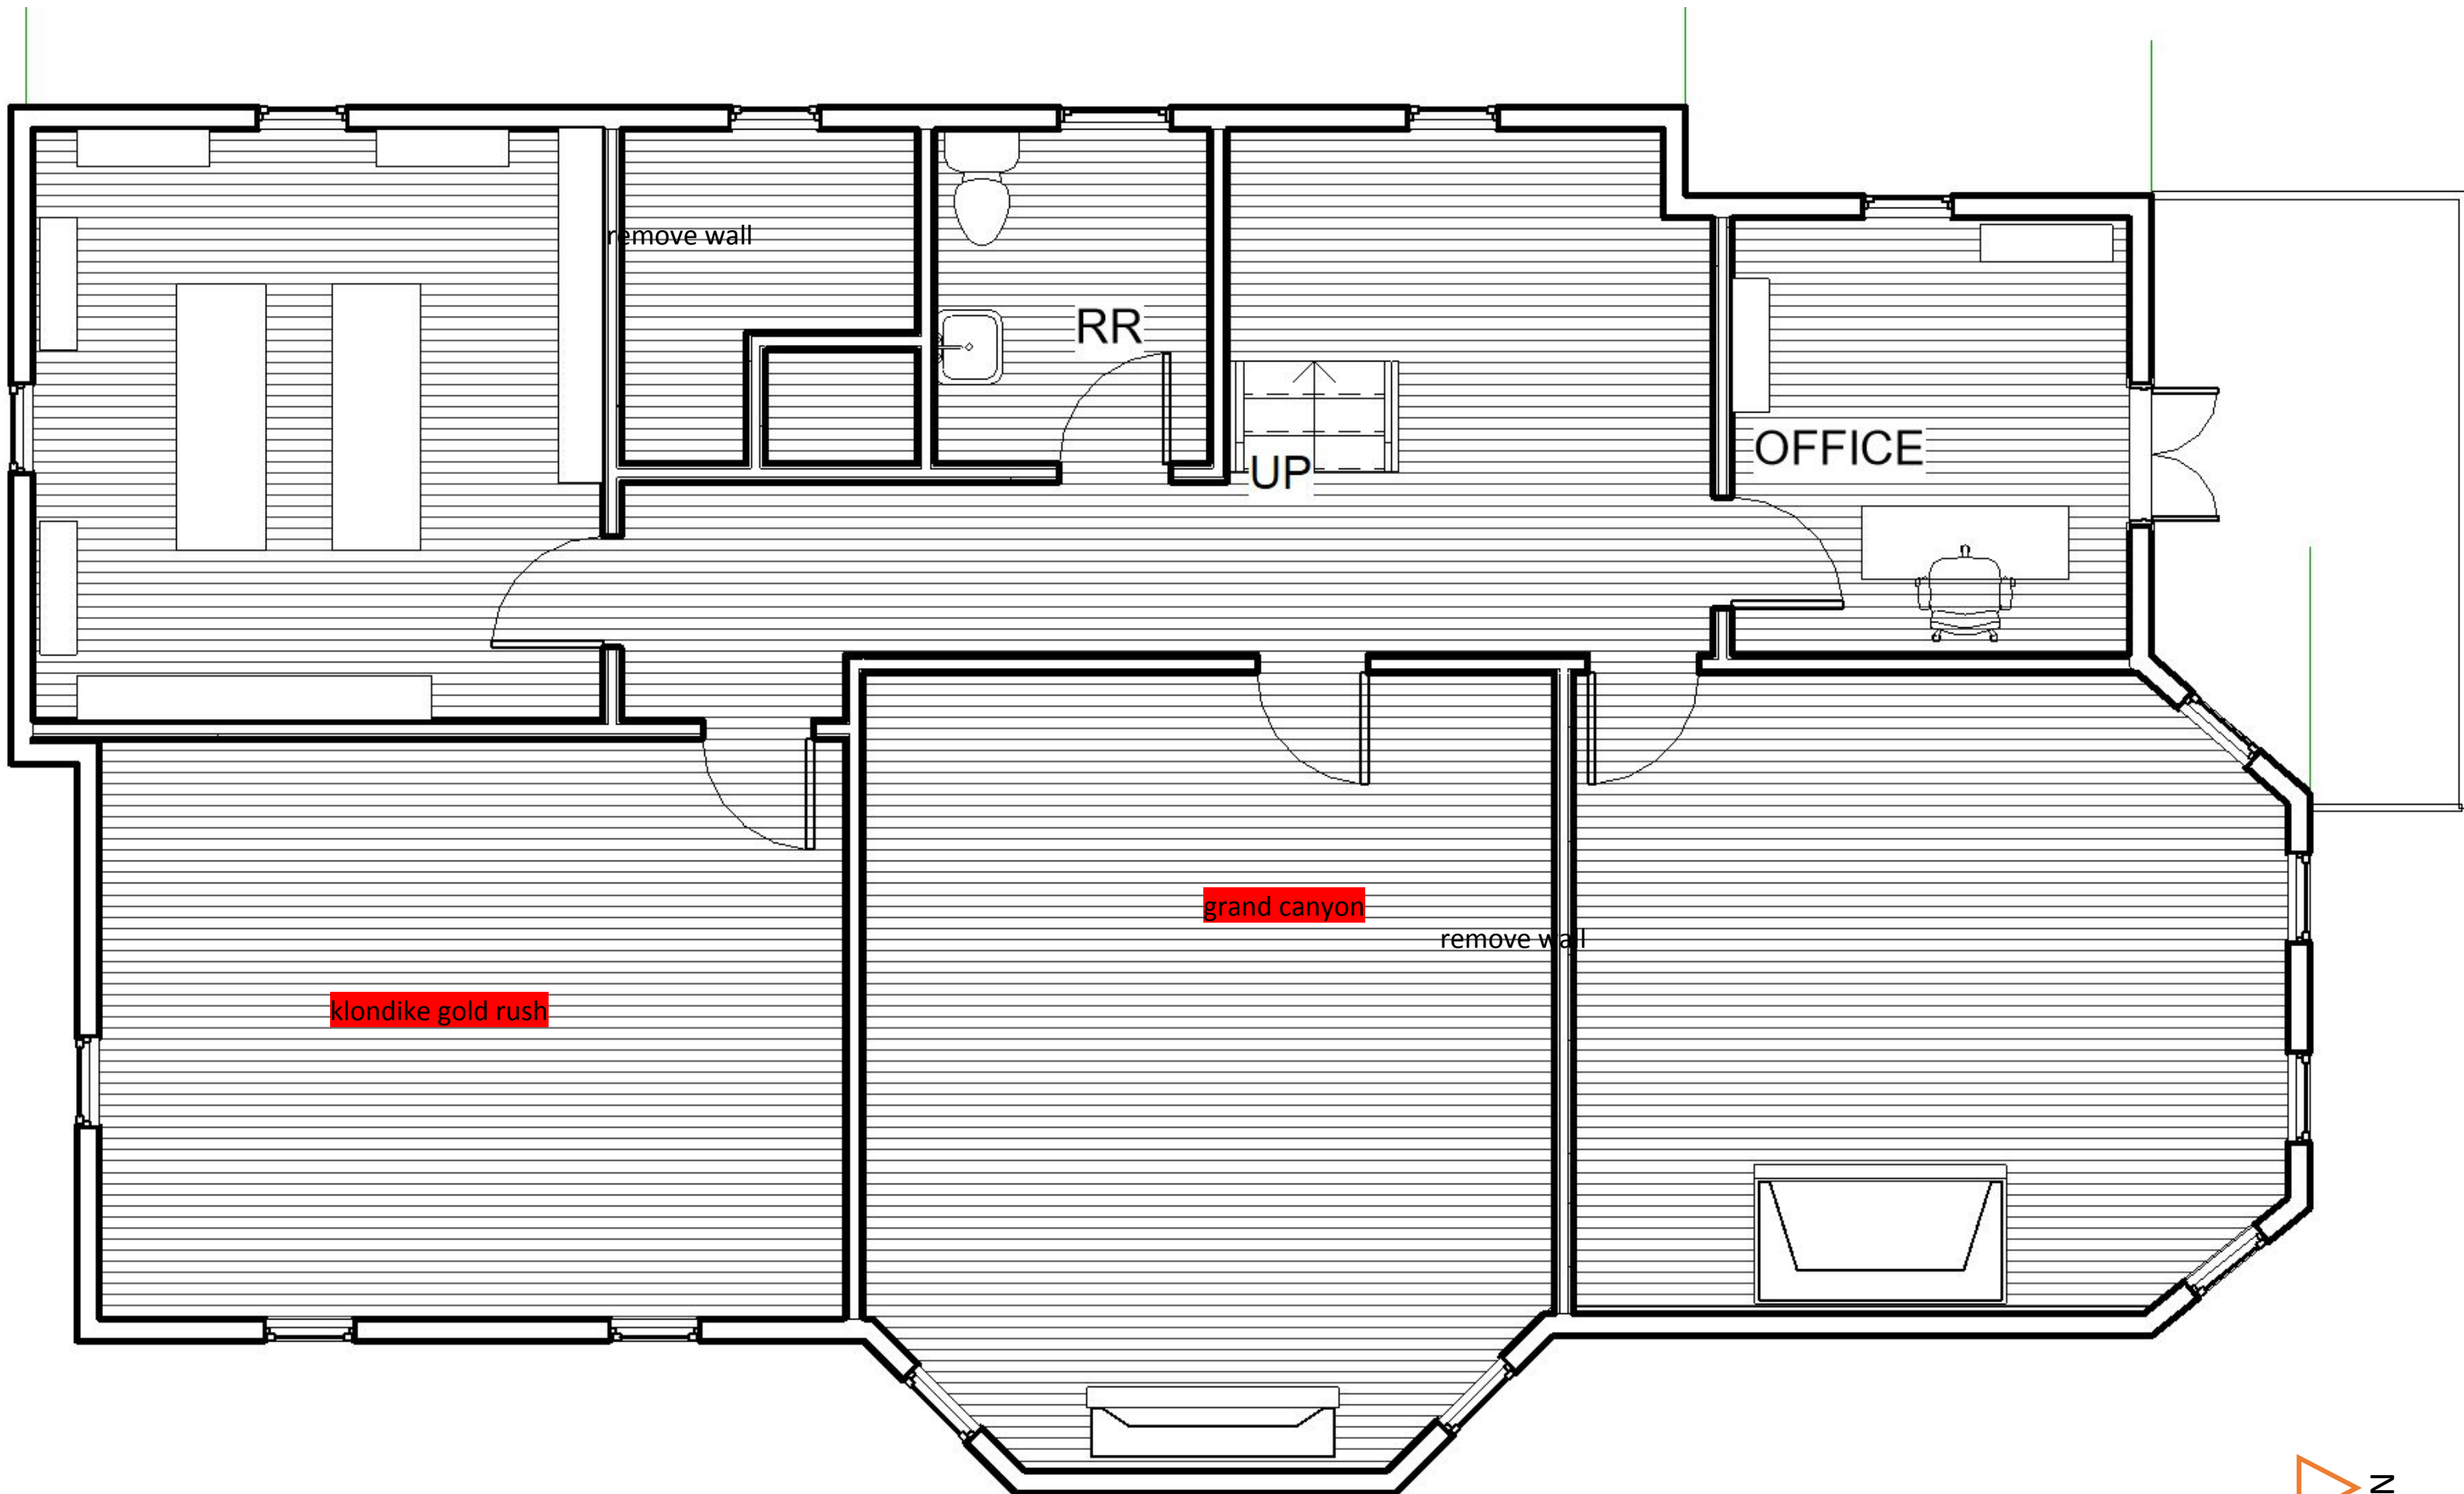 remove wall
RR
OFFICE
UP
grand canyon
remove wall
klondike gold rush
N